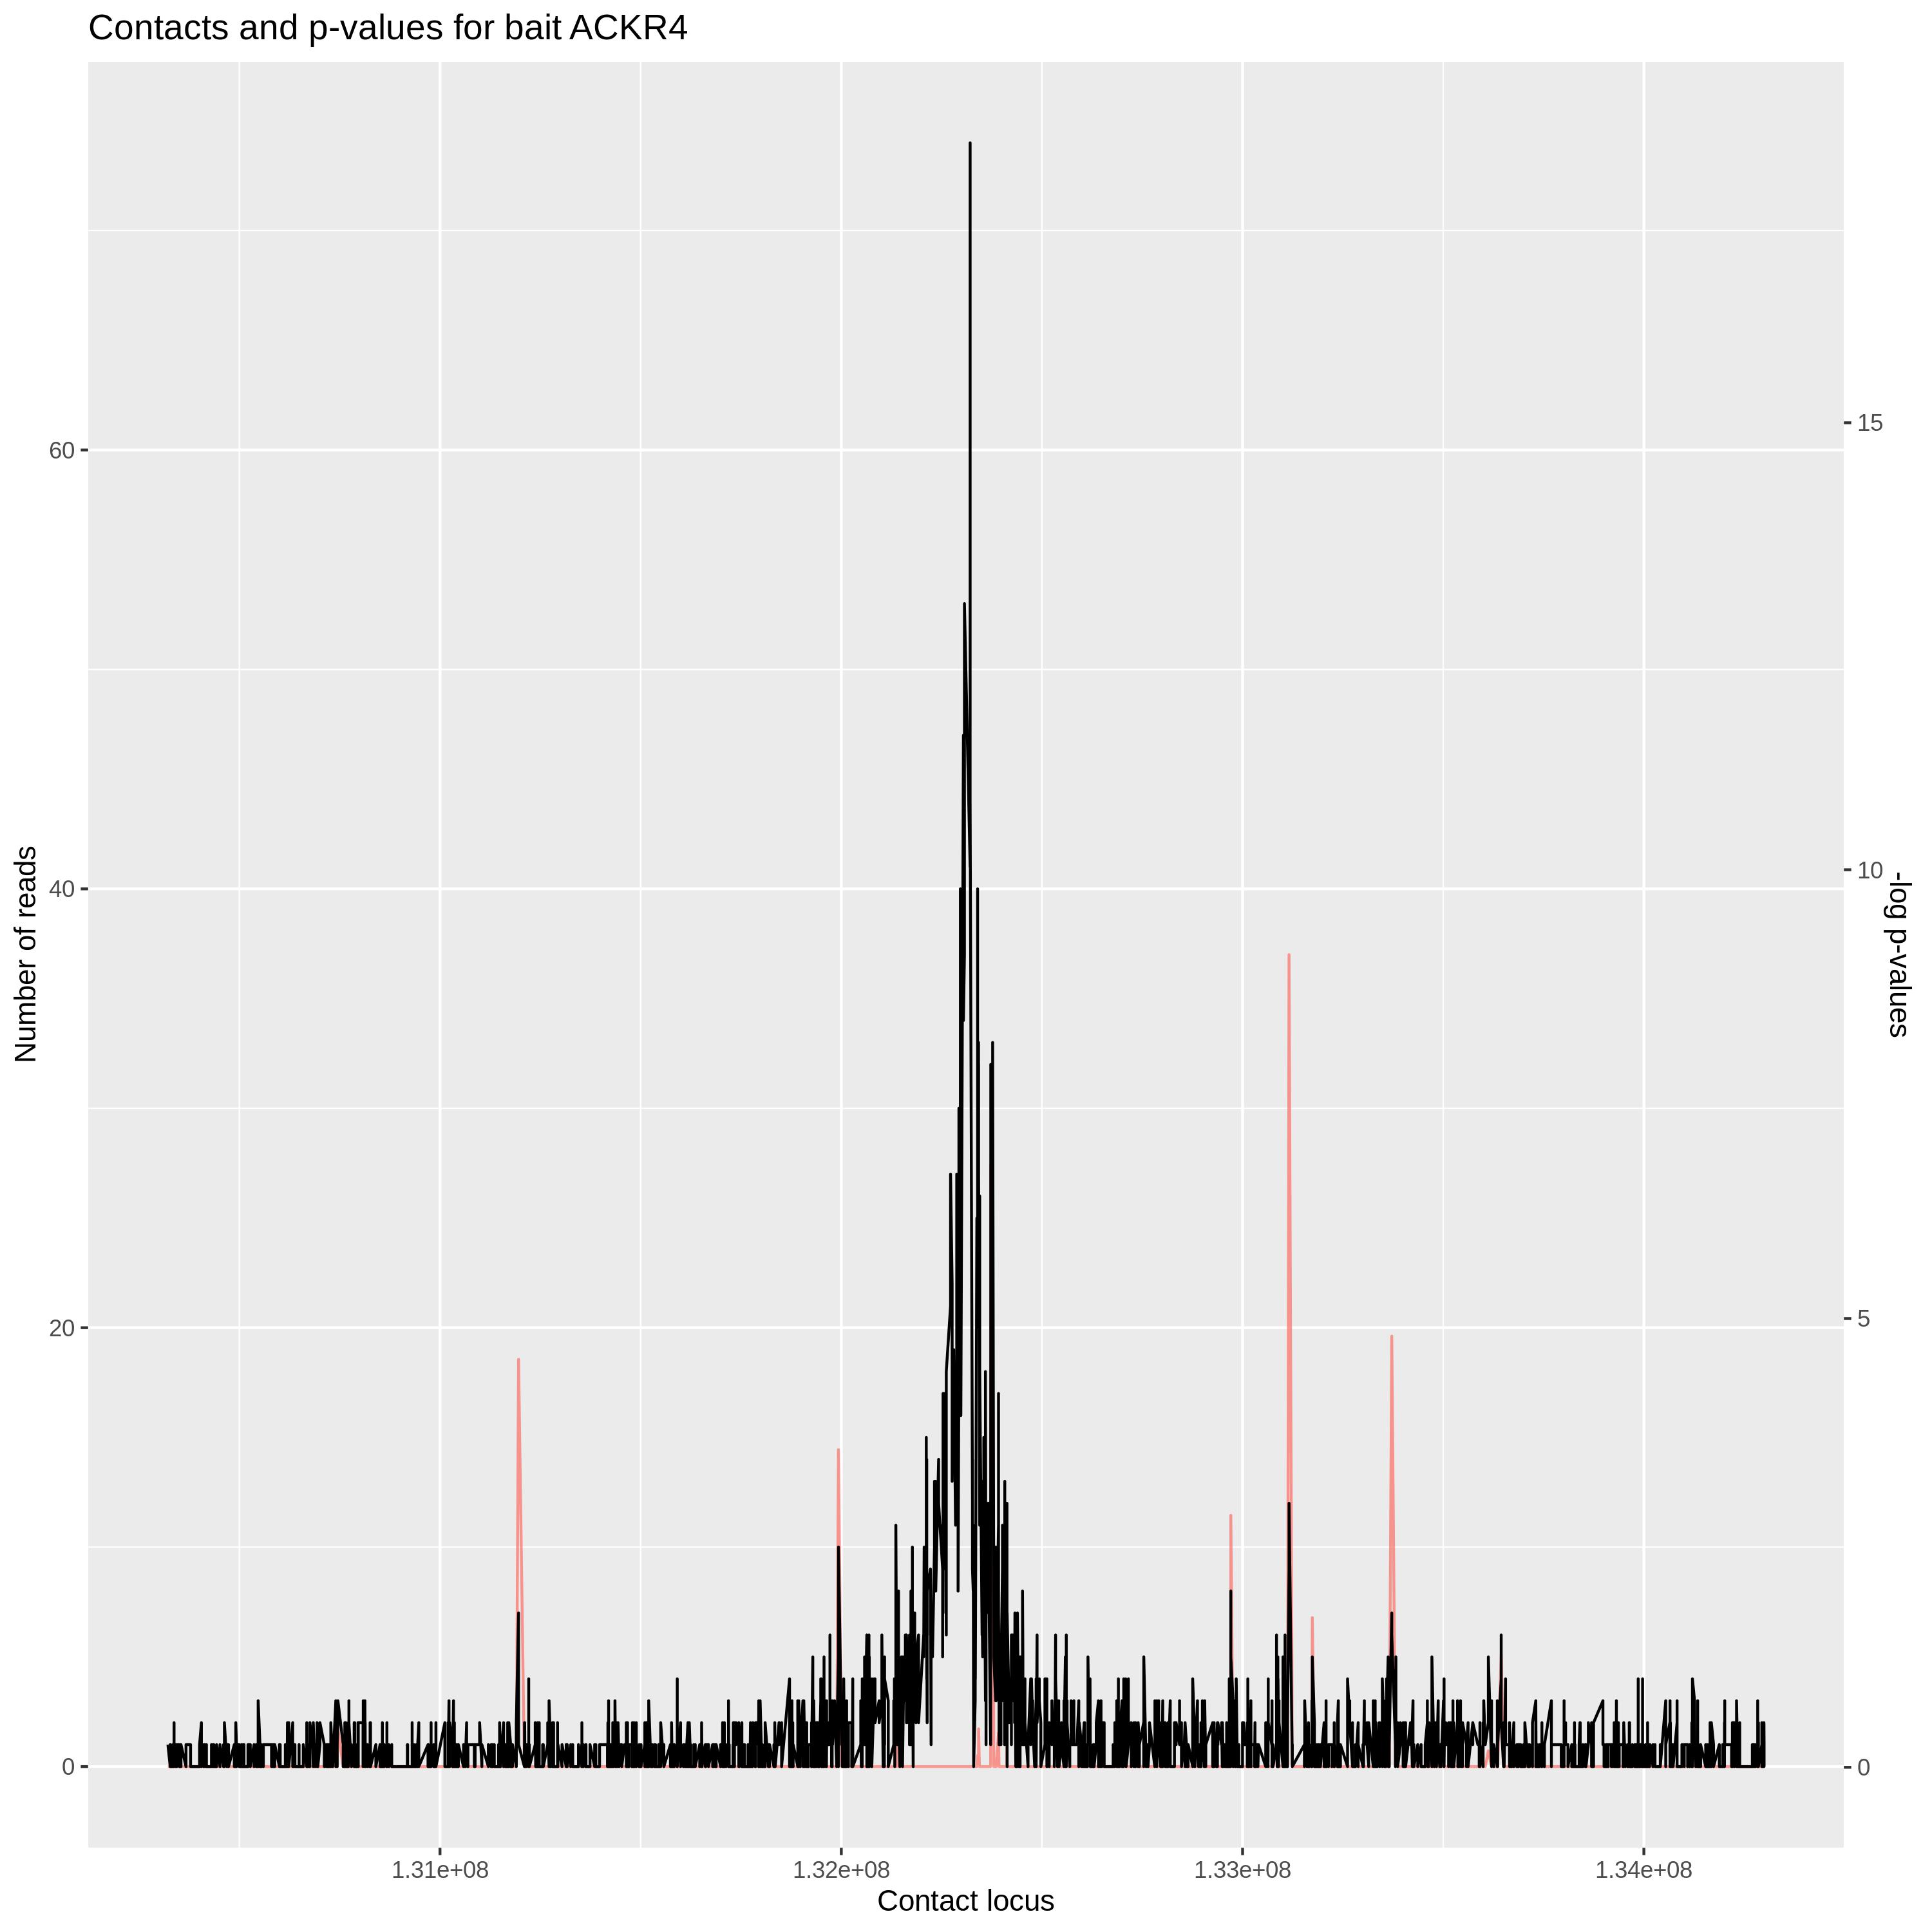 Contacts and p-values for bait ACKR4
Number of reads
60
40
20
0
15
10
5
0
-log p-values
1.31e+08 1.32e+08 1.33e+08 1.34e+08
Contact locus